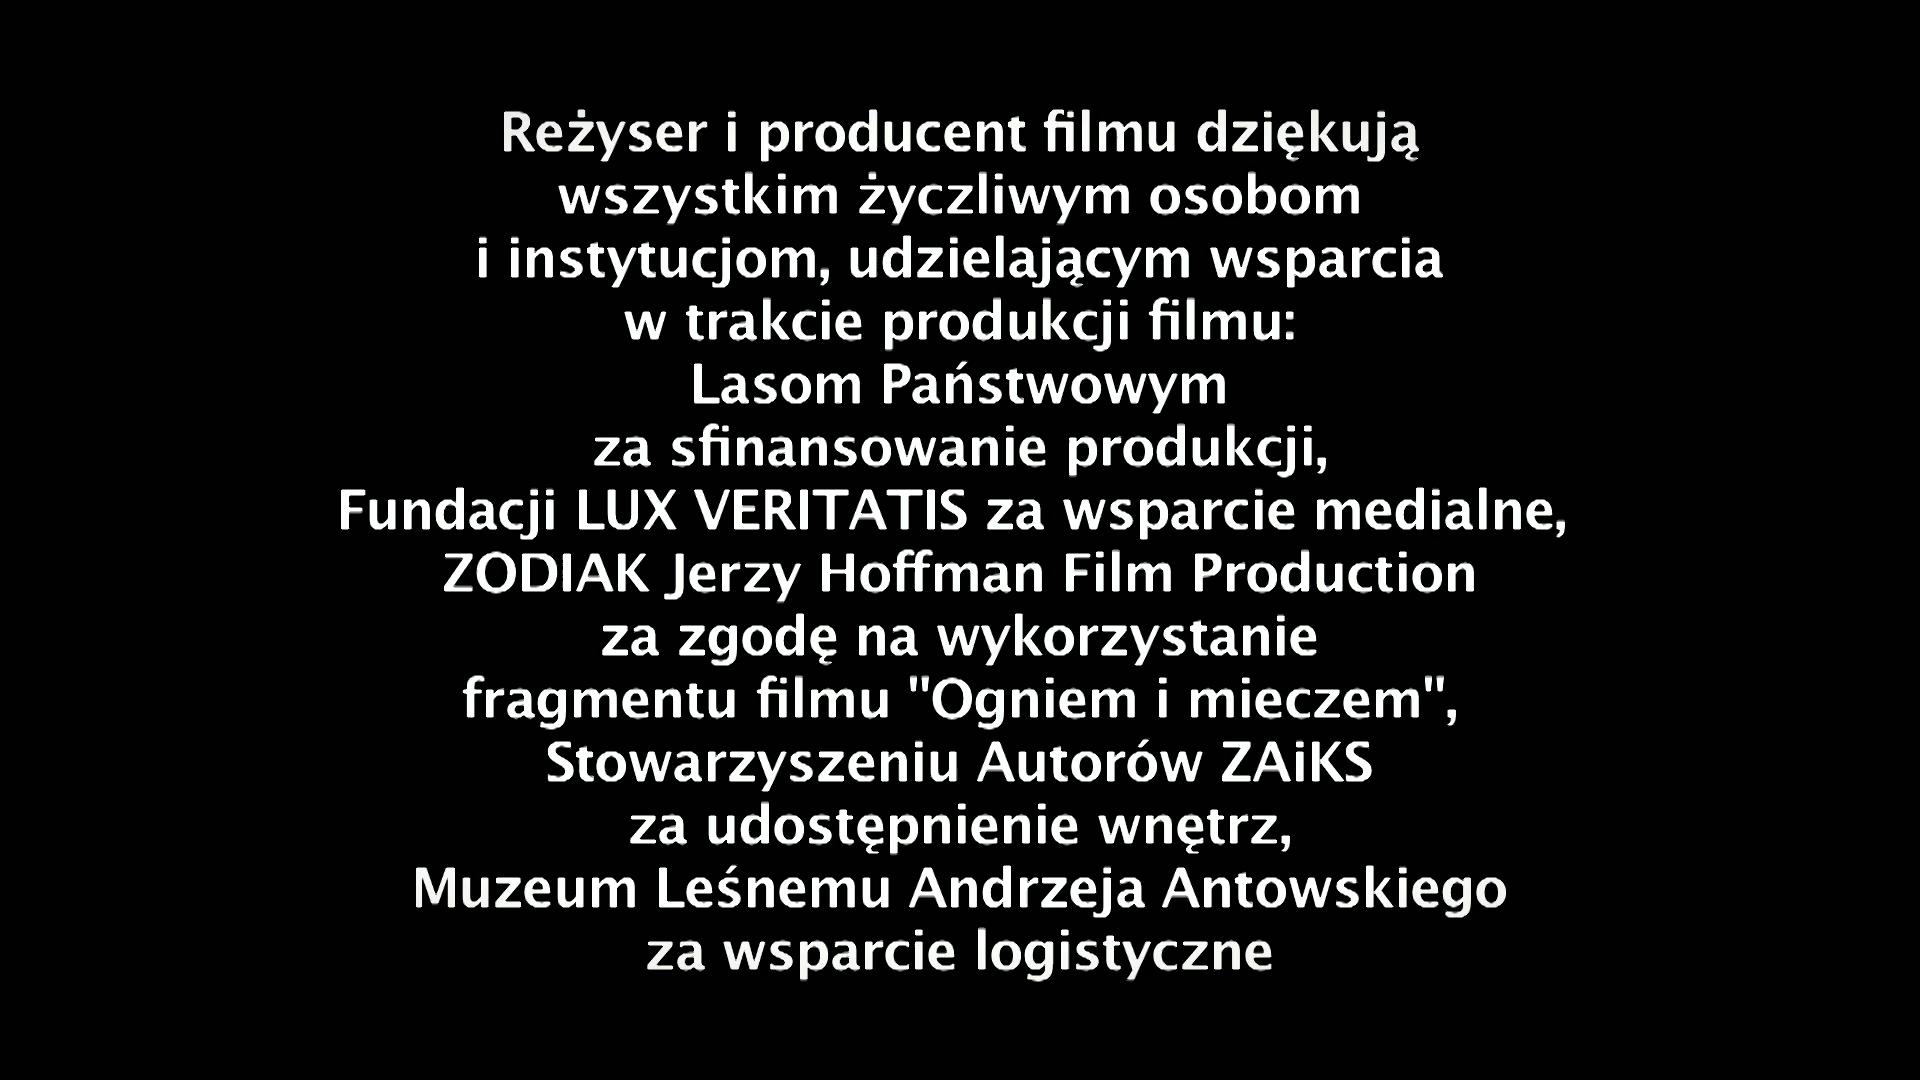 Reżyser i producent filmu dziękują
wszystkim życzliwym osobom
i instytucjom, udzielającym wsparcia
w trakcie produkcji filmu:
Lasom Państwowym
za sfinansowanie produkcji,
Fundacji LUX VERITATIS za wsparcie medialne,
ZODIAK Jerzy Hoffman Film Production
za zgodę na wykorzystanie
fragmentu filmu "Ogniem i mieczem",
Stowarzyszeniu Autorów ZAiKS
za udostępnienie wnętrz,
Muzeum Leśnemu Andrzeja Antowskiego
za wsparcie logistyczne